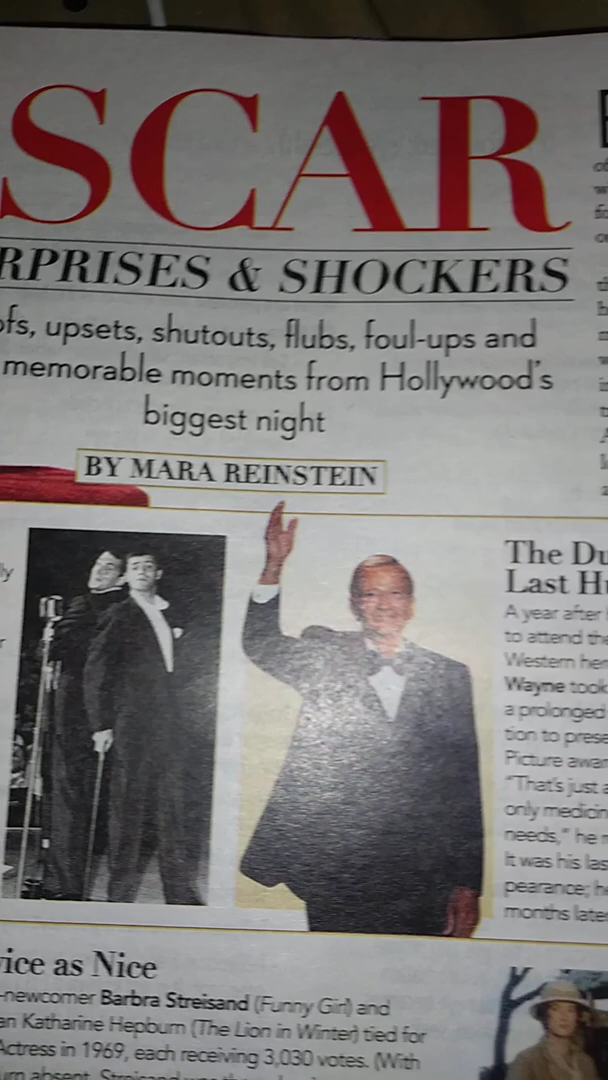 SCAR
RPRISES & SHOCKERS
ofs, upsets, shutouts, flubs, foul-ups and
memorable moments from Hollywood's
biggest night
BY MARA REINSTEIN
The Du
Last Hu
A year after
to attend the
Western her
Wayne took
a prolonged
tion to prese
Picture awar
"That's just a
only medicin
needs," he
It was his las
pearance; he
months late
ice as Nice
-newcomer Barbra Streisand (Funny Girl) and
an Katharine Hepburn (The Lion in Winter) tied for
Actress in 1969, each receiving 3,030 votes. (With